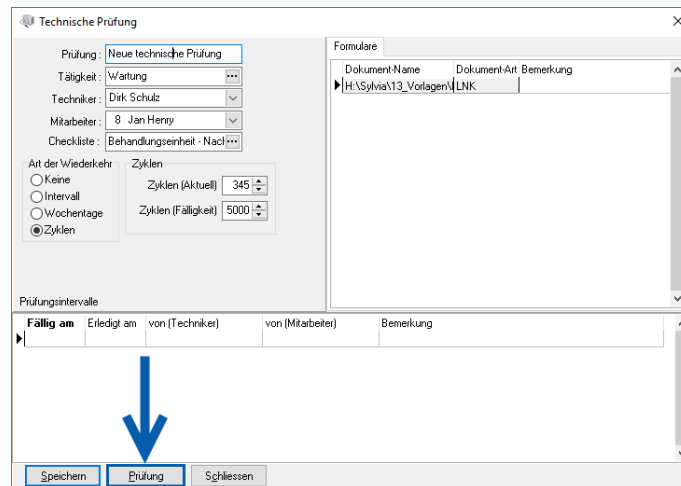 Technische Prüfung
Prüfung : Neue technische Prüfung
Tätigkeit : Wartung
Techniker : Dirk Schulz
Mitarbeiter : 8 Jan Henry
Checkliste : Behandlungseinheit - Nach
Art der Wiederkehr
Keine
Intervall
Wochentage
Zyklen
Zyklen
Zyklen (Aktuell) 345
Zyklen (Fälligkeit) 5000
Prüfungsintervalle
Formulare
Dokument-Name Dokument-Art Bemerkung
H:\Sylvia\13_Vorlagen\ LNK
Fällig am Erledigt am von (Techniker) von (Mitarbeiter) Bemerkung
Speichern Prüfung Schliessen